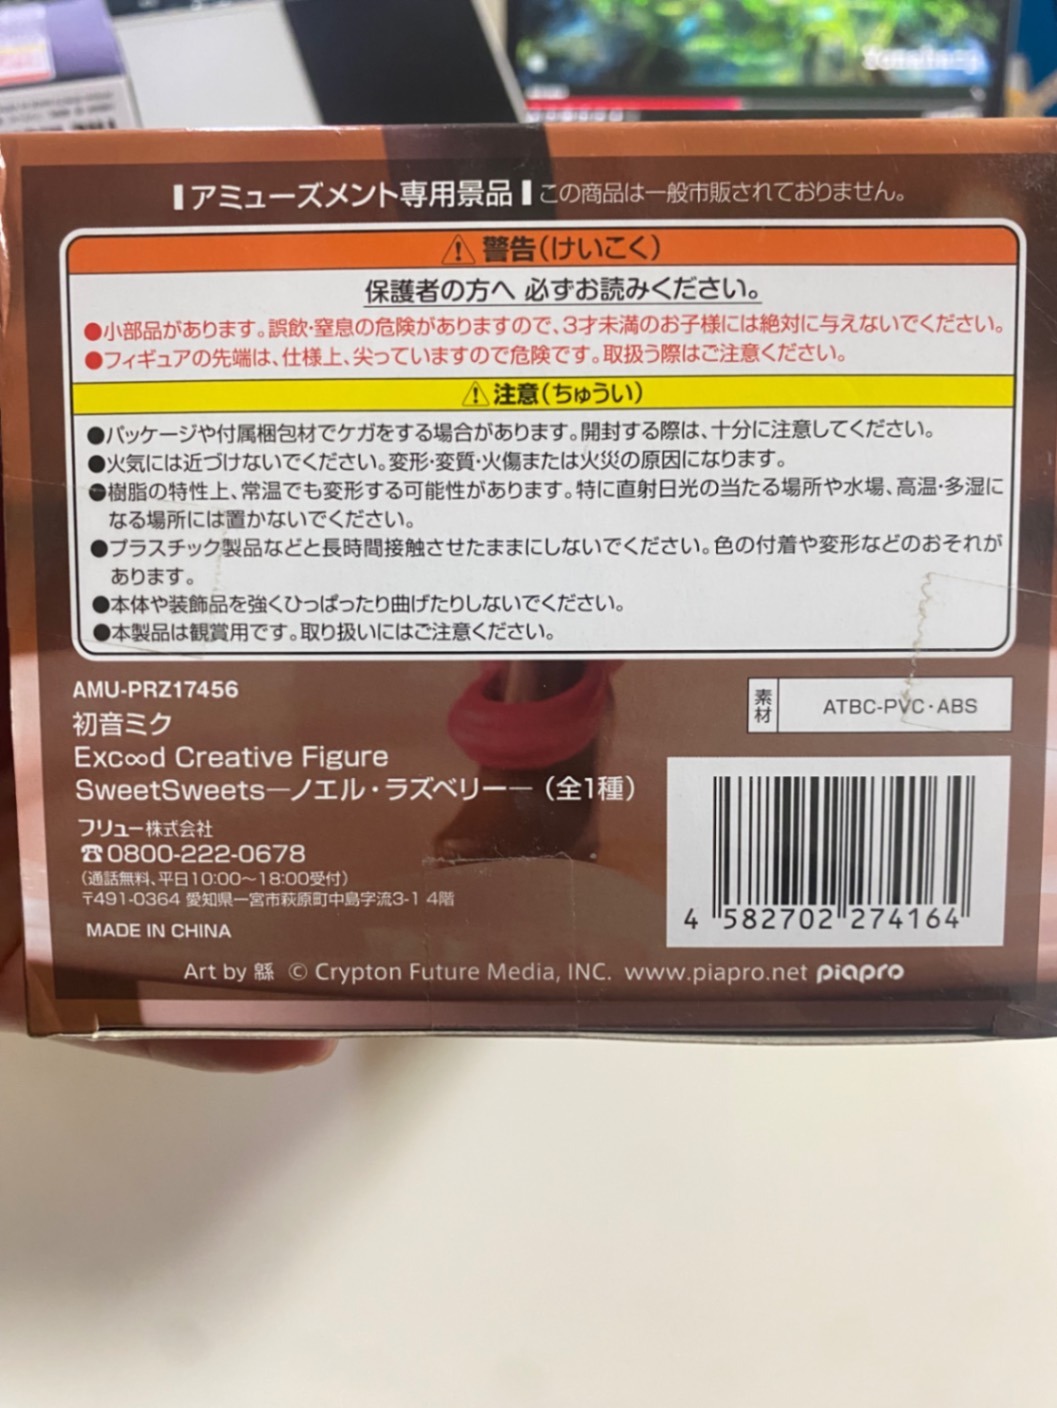 ▌アミューズメント専用景品▐ この商品は一般市販されておりません。
⚠警告(けいこく)
保護者の方へ 必ずお読みください。
●小部品があります。誤飲・窒息の危険がありますので、3才未満のお子様には絶対に与えないでください。
●フィギュアの先端は、仕様上、尖っていますので危険です。取扱う際はご注意ください。
⚠注意(ちゅうい)
●パッケージや付属梱包材でケガをする場合があります。開封する際は、十分に注意してください。
●火気には近づけないでください。変形・変質・火傷または火災の原因になります。
●樹脂の特性上、常温でも変形する可能性があります。特に直射日光の当たる場所や水場、高温・多湿に
なる場所には置かないでください。
●プラスチック製品などと長時間接触させたままにしないでください。色の付着や変形などのおそれが
あります。
●本体や装飾品を強くひっぱったり曲げたりしないでください。
●本製品は観賞用です。取り扱いにはご注意ください。
AMU-PRZ17456
初音ミク
Exc∞d Creative Figure
SweetSweets—ノエル・ラズベリー—(全1種)
フリュー株式会社
☎0800-222-0678
(通話無料、平日10:00~18:00受付)
〒491-0364 愛知県一宮市萩原町中島字流3-1 4階
MADE IN CHINA
素材 ATBC-PVC・ABS
4 582702 274164
Art by 繇 © Crypton Future Media, INC. www.piapro.net piapro